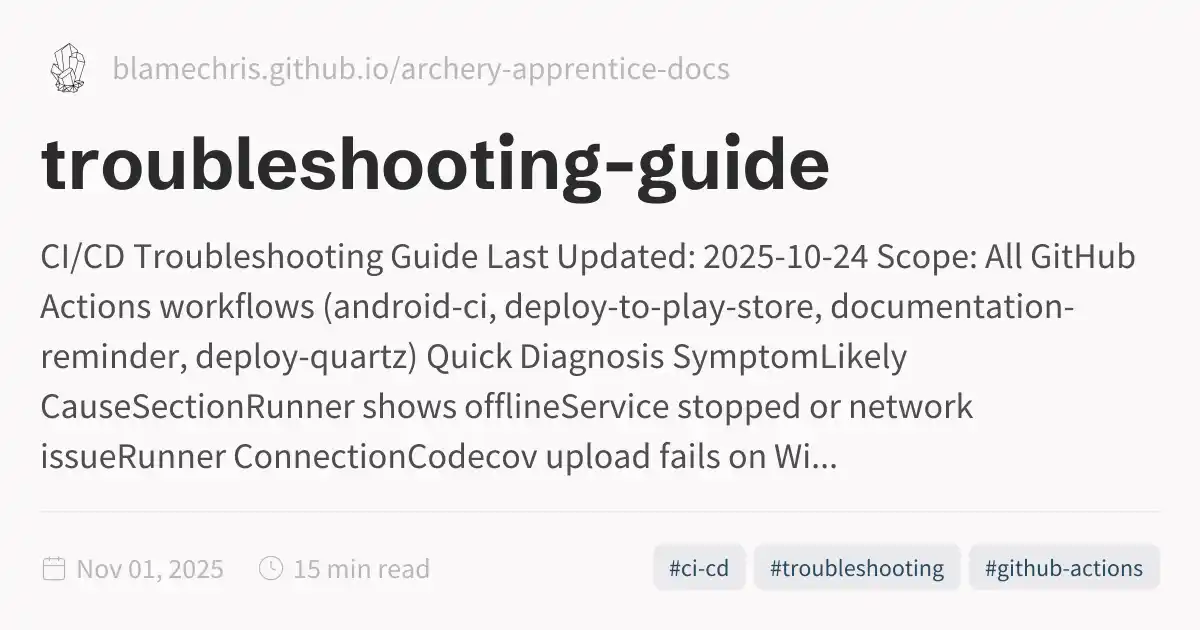 blamechris.github.io/archery-apprentice-docs
troubleshooting-guide
CI/CD Troubleshooting Guide Last Updated: 2025-10-24 Scope: All GitHub
Actions workflows (android-ci, deploy-to-play-store, documentation-
reminder, deploy-quartz) Quick Diagnosis SymptomLikely
CauseSectionRunner shows offlineService stopped or network
issueRunner ConnectionCodecov upload fails on Wi...
Nov 01, 2025 15 min read #ci-cd #troubleshooting #github-actions